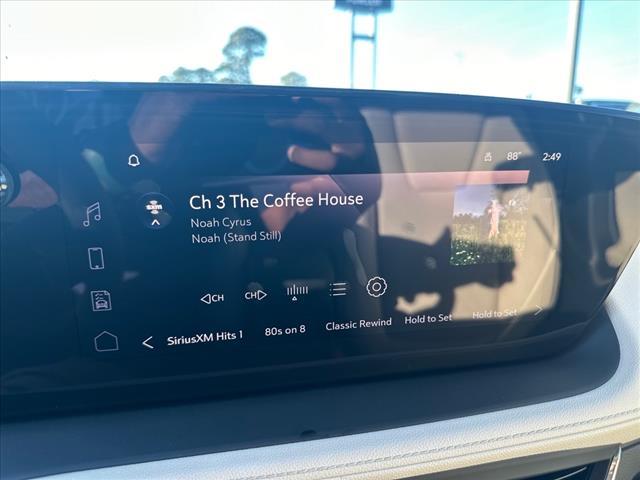 88°
2:49
sxm
Ch 3 The Coffee House
Noah Cyrus
Noah (Stand Still)
CH
CH
SiriusXM Hits 1
80s on 8
Classic Rewind
Hold to Set
Hold to Set